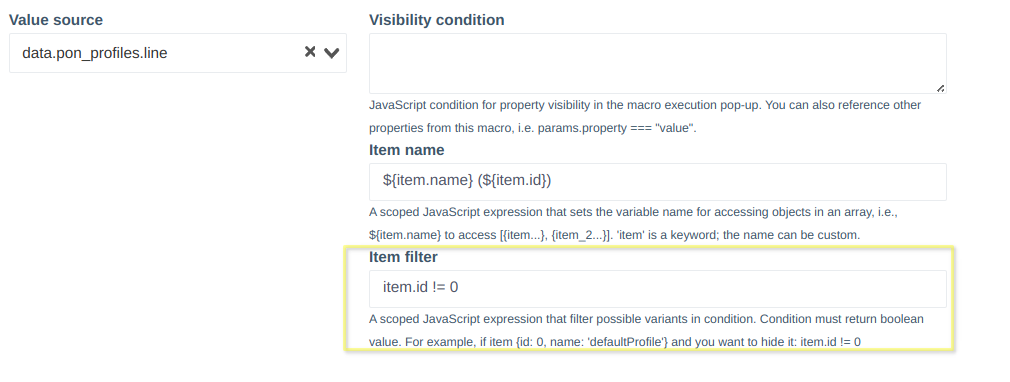 Value source
data.pon_profiles.line
Visibility condition
JavaScript condition for property visibility in the macro execution pop-up. You can also reference other
properties from this macro, i.e. params.property === "value".
Item name
${item.name} (${item.id})
A scoped JavaScript expression that sets the variable name for accessing objects in an array, i.e.,
${item.name} to access [{item...}, {item_2...}]. 'item' is a keyword; the name can be custom.
Item filter
item.id != 0
A scoped JavaScript expression that filter possible variants in condition. Condition must return boolean
value. For example, if item {id: 0, name: 'defaultProfile'} and you want to hide it: item.id != 0